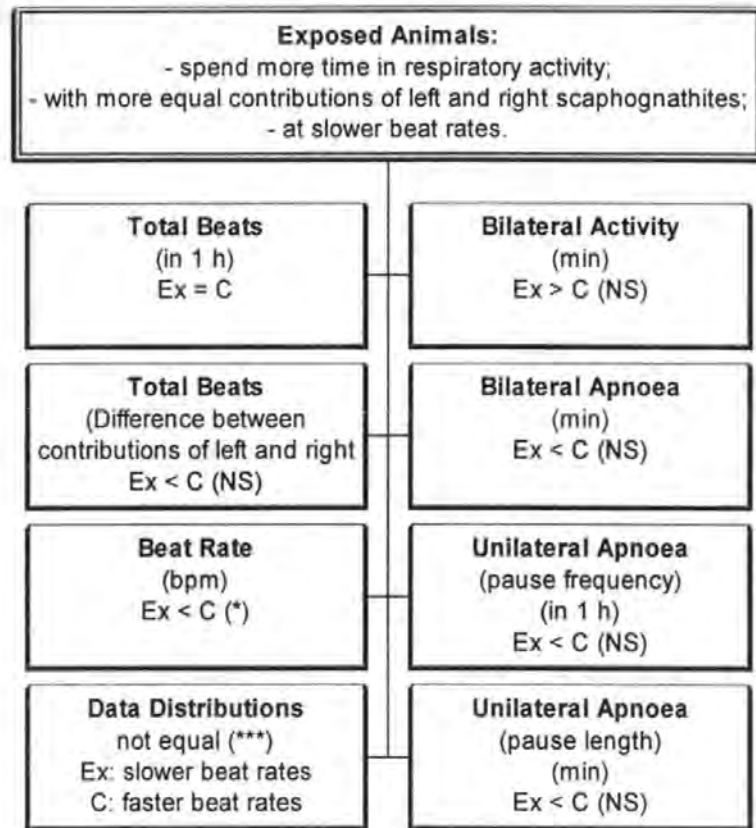 Exposed Animals:
- spend more time in respiratory activity;
- with more equal contributions of left and right scaphognathites;
- at slower beat rates.
Total Beats
(in 1 h)
Ex = C
Bilateral Activity
(min)
Ex > C (NS)
Total Beats
(Difference between
contributions of left and right
Ex < C (NS)
Bilateral Apnoea
(min)
Ex < C (NS)
Beat Rate
(bpm)
Ex < C (*)
Unilateral Apnoea
(pause frequency)
(in 1 h)
Ex < C (NS)
Data Distributions
not equal (***)
Ex: slower beat rates
C: faster beat rates
Unilateral Apnoea
(pause length)
(min)
Ex < C (NS)